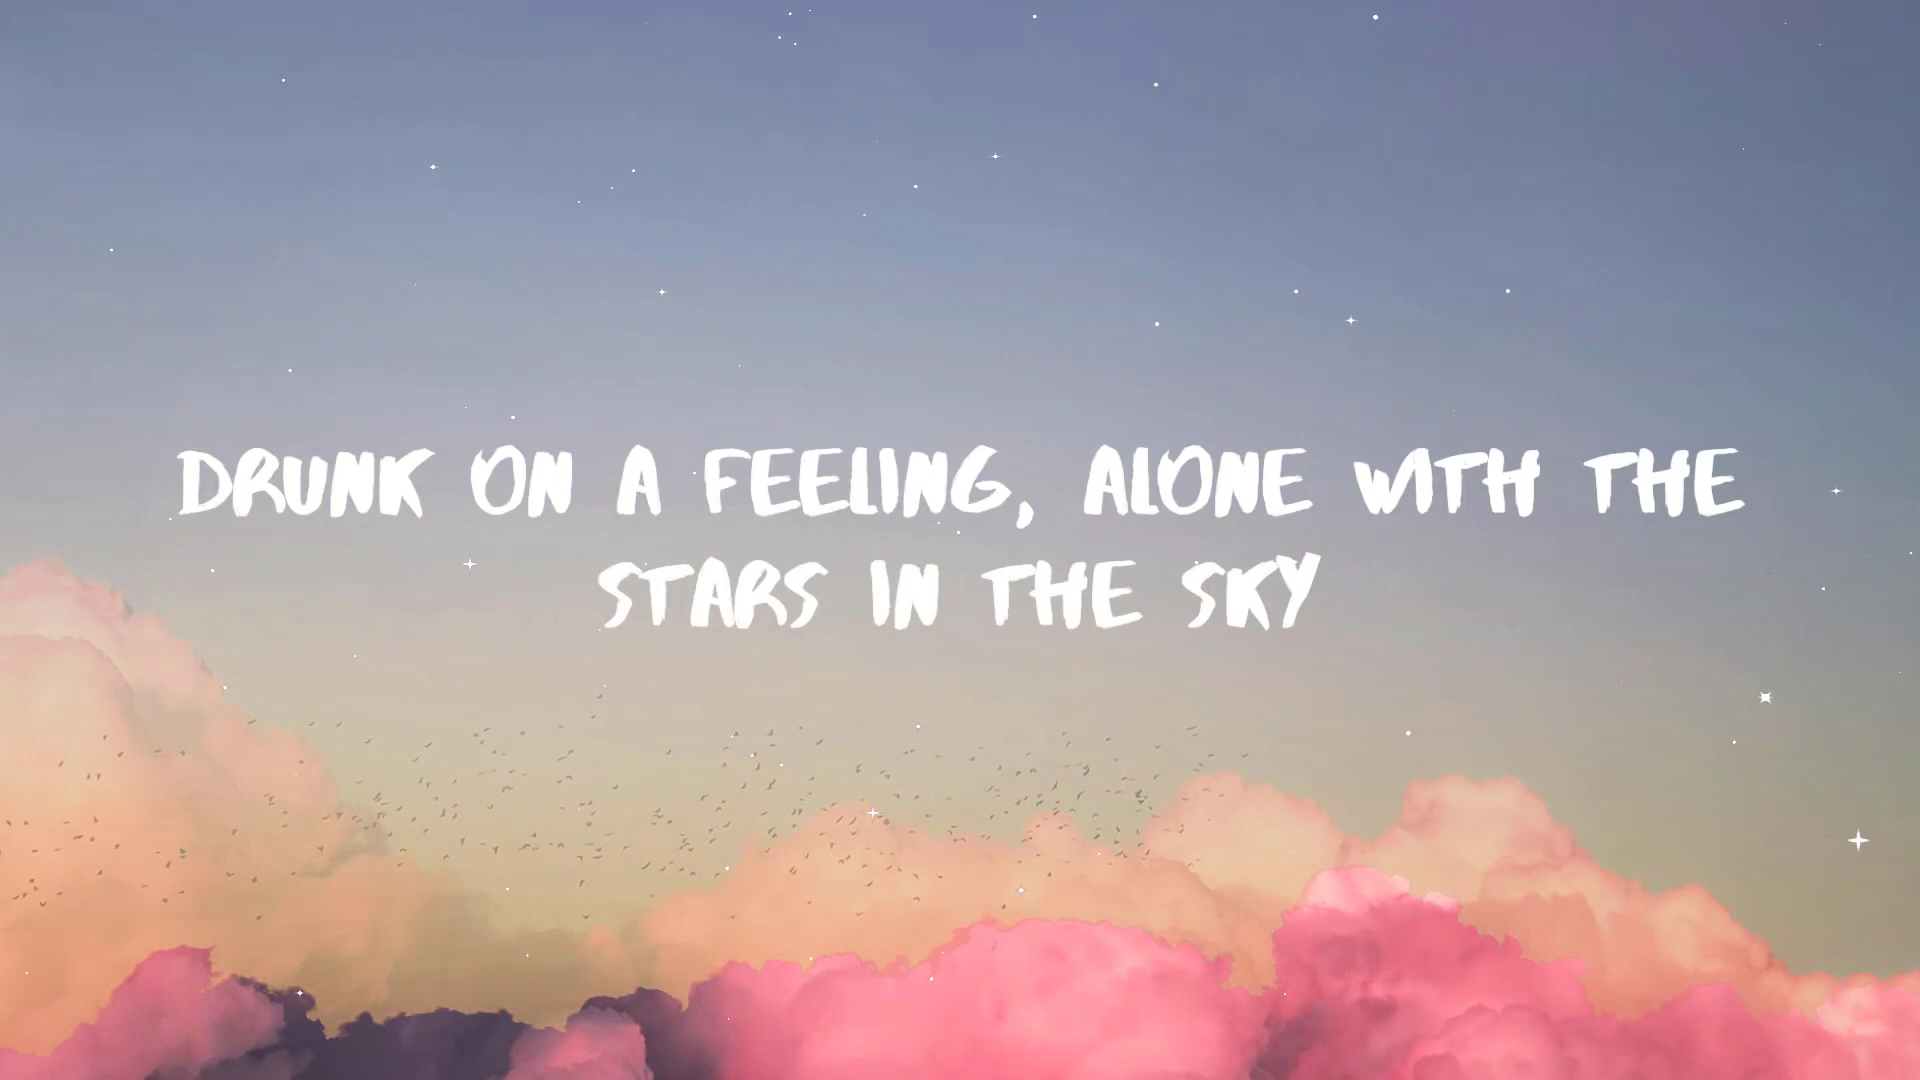 DRUNK ON A FEELING, ALONE WITH THE
STARS IN THE SKY